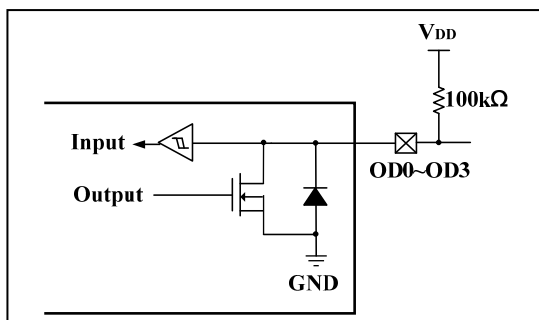 VDD
100kΩ
Input
OD0~OD3
Output
GND